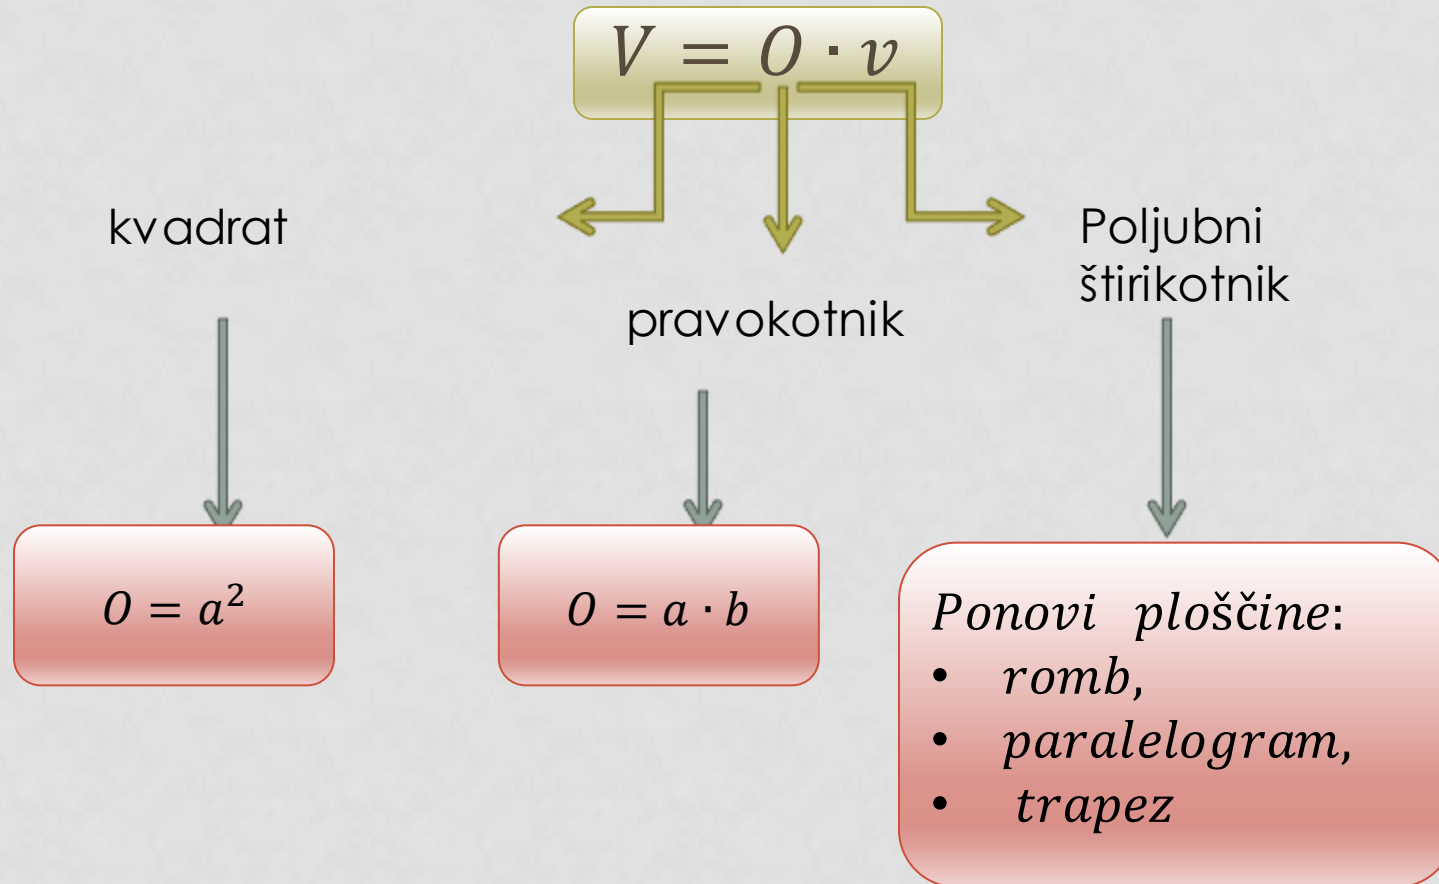 V = O · v
kvadrat
pravokotnik
Poljubni
štirikotnik
O = a²
O = a · b
Ponovi ploščine:
• romb,
• paralelogram,
• trapez